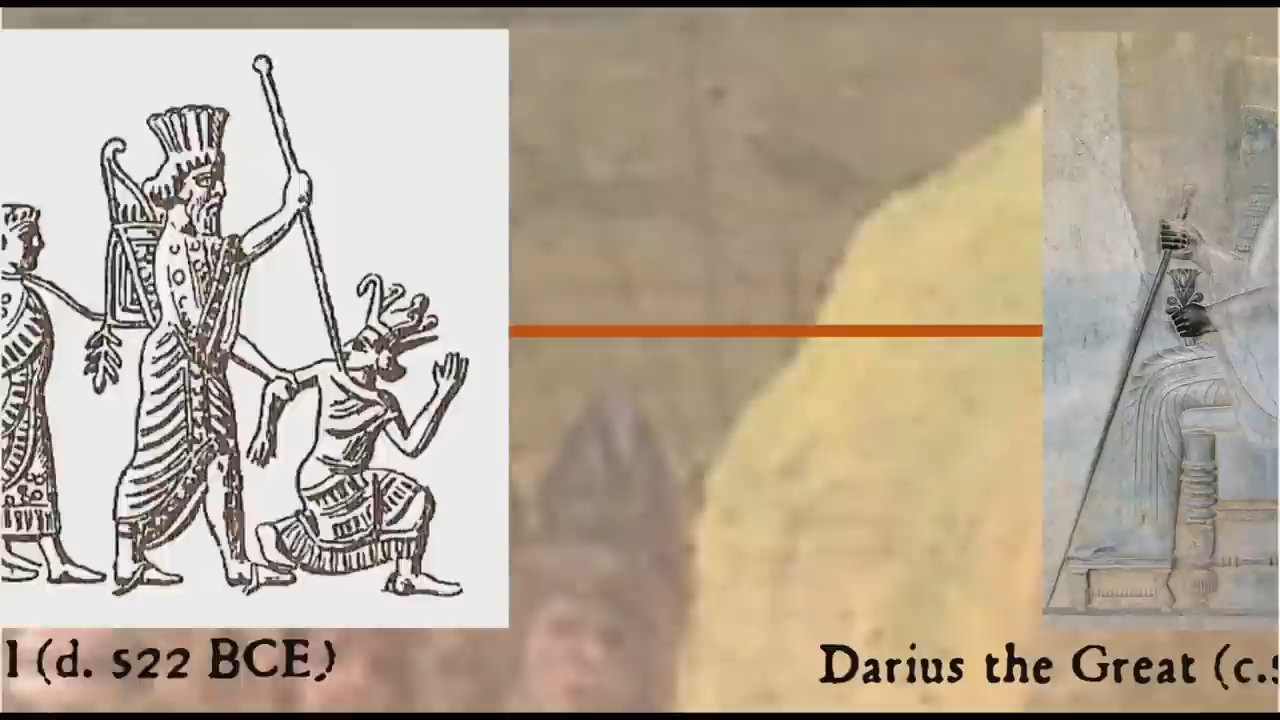 I (d. 522 BCE)
Darius the Great (c.